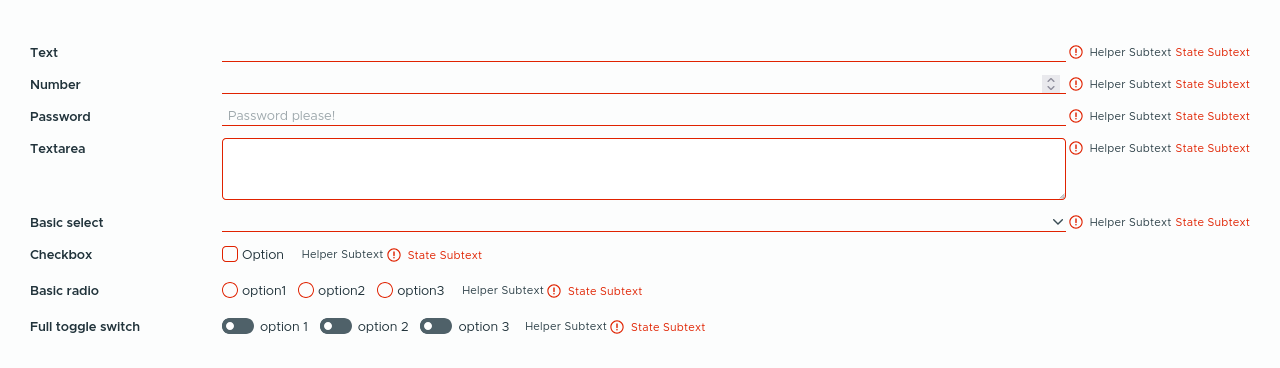 Text Helper Subtext State Subtext
Number Helper Subtext State Subtext
Password Password please! Helper Subtext State Subtext
Textarea Helper Subtext State Subtext
Basic select Helper Subtext State Subtext
Checkbox Option Helper Subtext State Subtext
Basic radio option1 option2 option3 Helper Subtext State Subtext
Full toggle switch option 1 option 2 option 3 Helper Subtext State Subtext